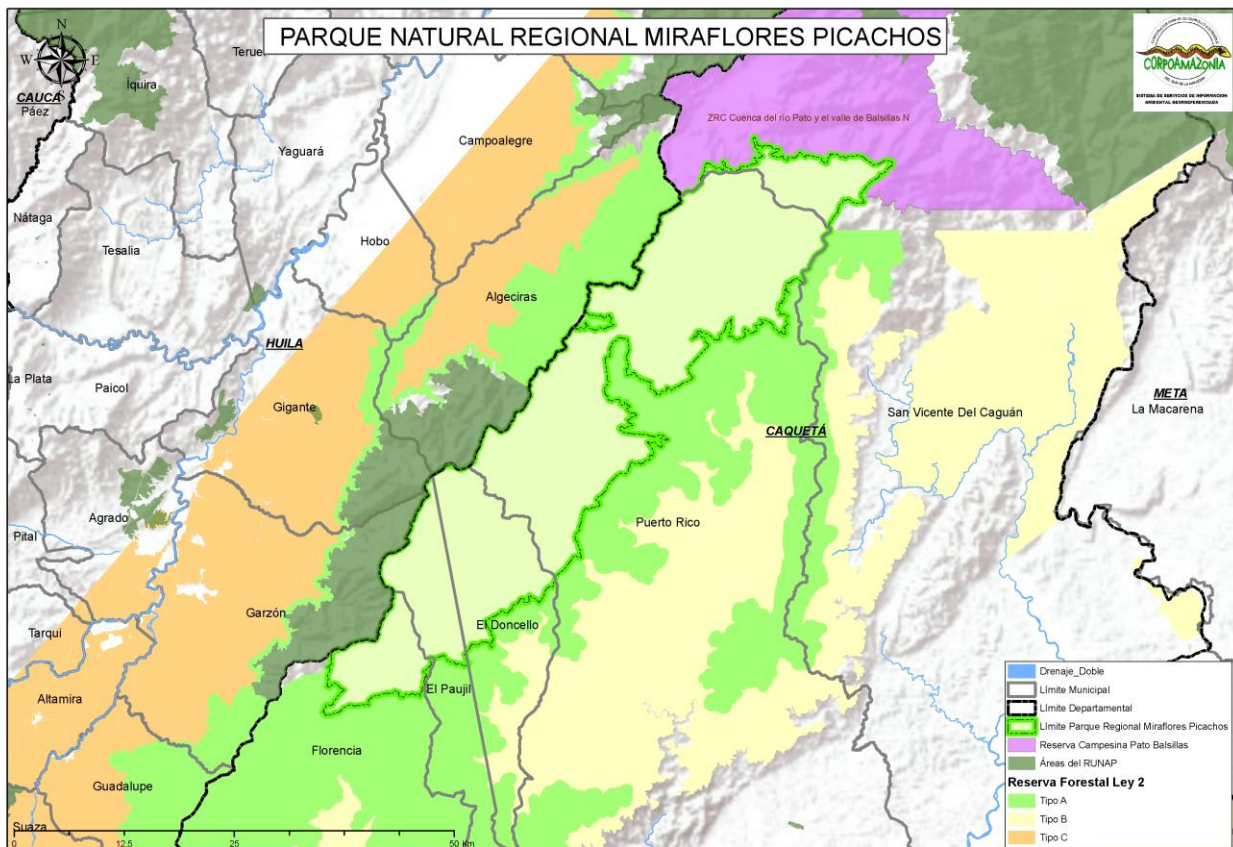 PARQUE NATURAL REGIONAL MIRAFLORES PICACHOS
N
W
E
S
CORPOAMAZONIA
SISTEMA DE SERVICIOS DE INFORMACION
AMBIENTAL GEORREFERENCIADA
Teruel
Íquira
CAUCA
Páez
Yaguará
Campoalegre
ZRC Cuenca del río Pato y el valle de Balsillas N
Nátaga
Tesalia
Hobo
Algeciras
HUILA
La Plata
Paicol
Gigante
CAQUETÁ
San Vicente Del Caguán
META
La Macarena
Agrado
Pital
Puerto Rico
Garzón
El Doncello
Tarqui
El Paujil
Altamira
Florencia
Guadalupe
Suaza
0
12.5
25
50 Km
Drenaje_Doble
Límite Municipal
Límite Departamental
Límite Parque Regional Miraflores Picachos
Reserva Campesina Pato Balsillas
Áreas del RUNAP
Reserva Forestal Ley 2
Tipo A
Tipo B
Tipo C